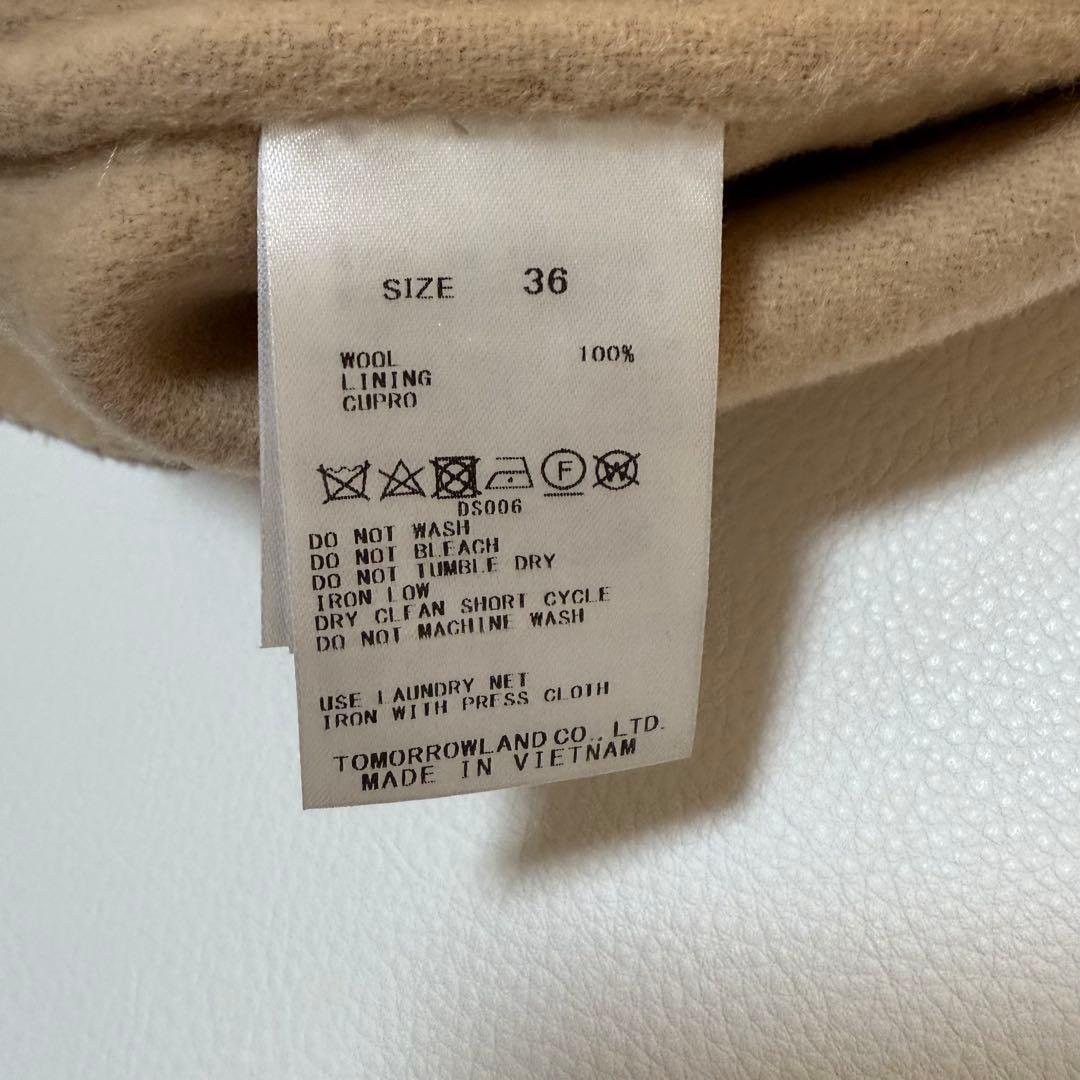 SIZE 36
WOOL 100%
LINING
CUPRO
F W
DS006
DO NOT WASH
DO NOT BLEACH
DO NOT TUMBLE DRY
IRON LOW
DRY CLEAN SHORT CYCLE
DO NOT MACHINE WASH
USE LAUNDRY NET
IRON WITH PRESS CLOTH
TOMORROWLAND CO., LTD.
MADE IN VIETNAM